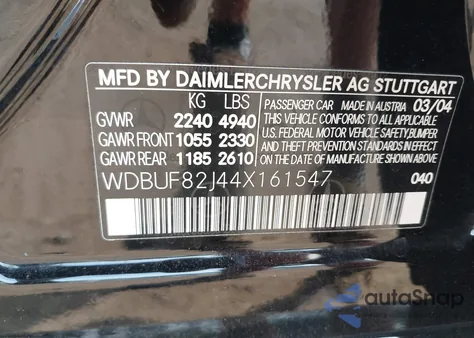 MFD BY DAIMLERCHRYSLER AG STUTTGART
KG LBS PASSENGER CAR MADE IN AUSTRIA 03/04
GVWR 2240 4940 THIS VEHICLE CONFORMS TO ALL APPLICABLE
GAWR FRONT 1055 2330 U.S. FEDERAL MOTOR VEHICLE SAFETY,BUMPER
GAWR REAR 1185 2610 AND THEFT PREVENTION STANDARDS IN EFFECT
ON THE DATE OF MANUFACTURE SHOWN ABOVE.
WDBUF82J44X161547 040
autoSnap